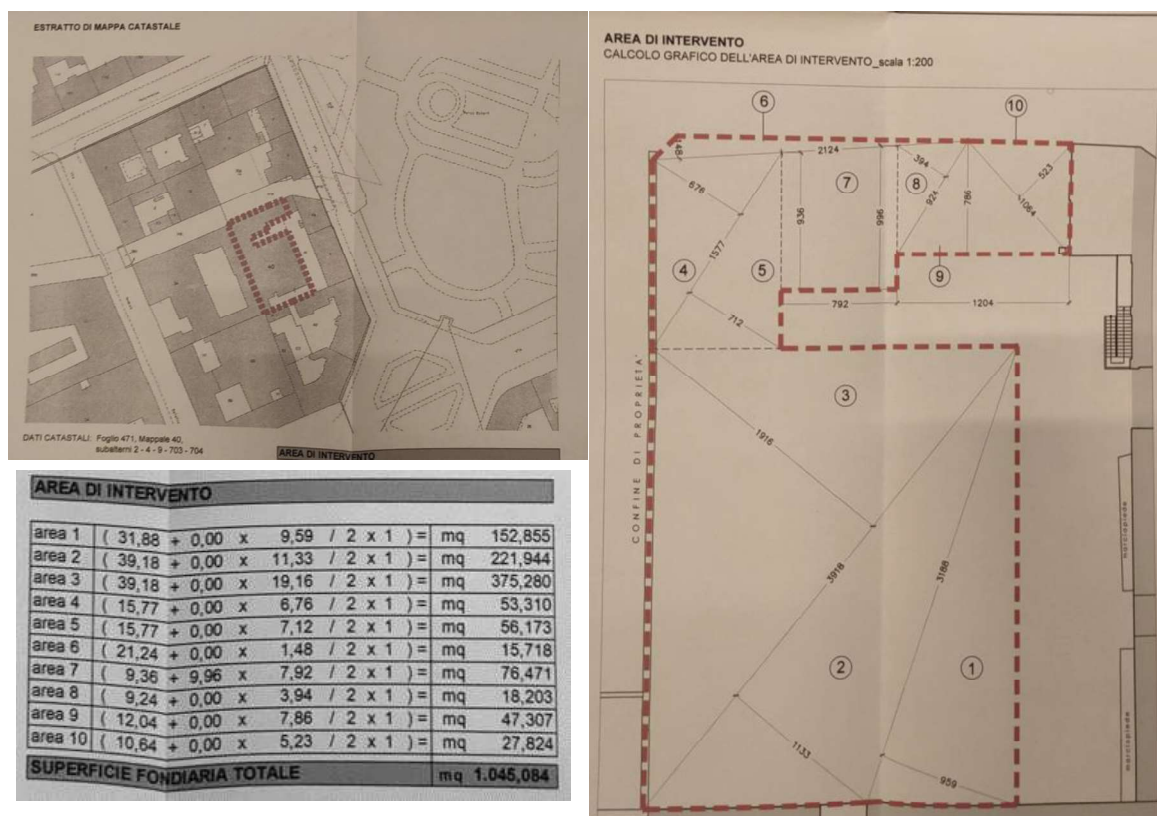 ESTRATTO DI MAPPA CATASTALE
DATI CATASTALI: Foglio 471, Mappale 40,
subalterni 2 - 4 - 9 - 703 - 704
AREA DI INTERVENTO
AREA DI INTERVENTO
area 1 ( 31,88 + 0,00 x 9,59 / 2 x 1 ) = mq 152,855
area 2 ( 39,18 + 0,00 x 11,33 / 2 x 1 ) = mq 221,944
area 3 ( 39,18 + 0,00 x 19,16 / 2 x 1 ) = mq 375,280
area 4 ( 15,77 + 0,00 x 6,76 / 2 x 1 ) = mq 53,310
area 5 ( 15,77 + 0,00 x 7,12 / 2 x 1 ) = mq 56,173
area 6 ( 21,24 + 0,00 x 1,48 / 2 x 1 ) = mq 15,718
area 7 ( 9,36 + 9,96 x 7,92 / 2 x 1 ) = mq 76,471
area 8 ( 9,24 + 0,00 x 3,94 / 2 x 1 ) = mq 18,203
area 9 ( 12,04 + 0,00 x 7,86 / 2 x 1 ) = mq 47,307
area 10 ( 10,64 + 0,00 x 5,23 / 2 x 1 ) = mq 27,824
SUPERFICIE FONDIARIA TOTALE mq 1.045,084
AREA DI INTERVENTO
CALCOLO GRAFICO DELL'AREA DI INTERVENTO_scala 1:200
6
10
148
2124
394
523
676
7
8
924
786
1064
936
996
1577
4
5
9
712
792
1204
3
CONFINE DI PROPRIETA'
1916
3918
3188
marciapiede
2
1
1133
959
marciapiede